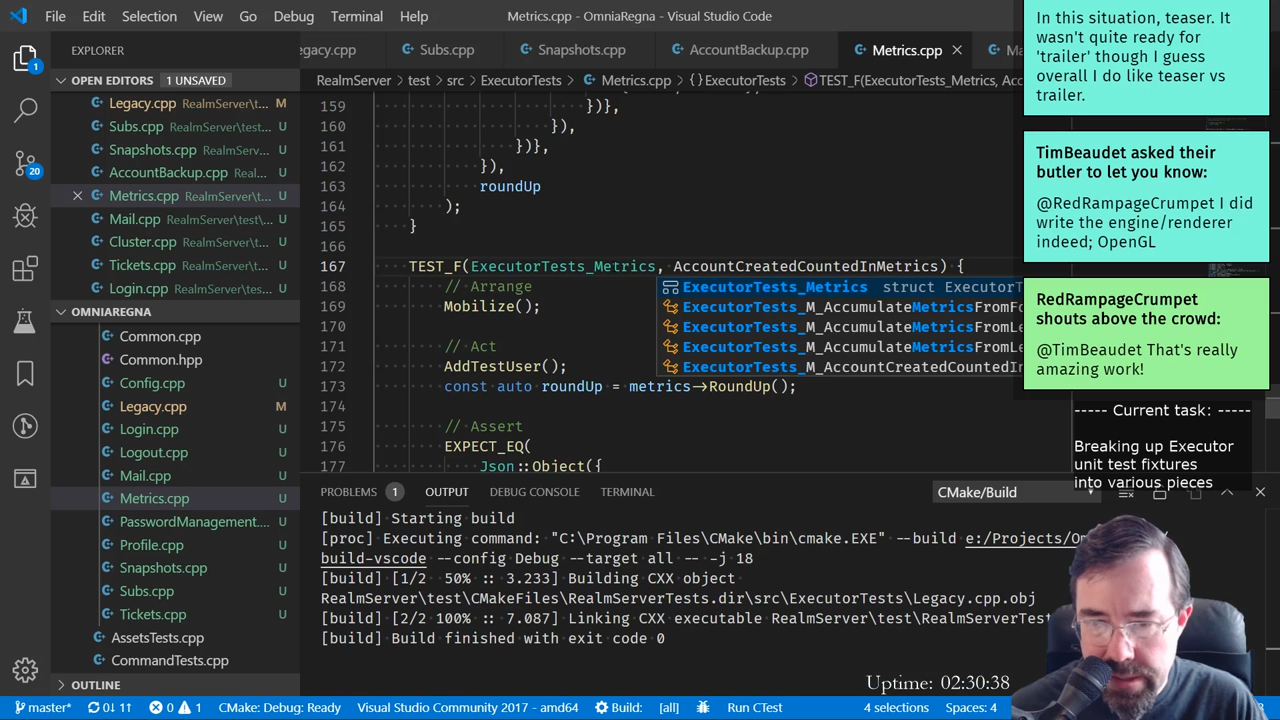 File Edit Selection View Go Debug Terminal Help
Metrics.cpp - OmniaRegna - Visual Studio Code
EXPLORER
OPEN EDITORS 1 UNSAVED
Legacy.cpp RealmServer\t... M
Subs.cpp RealmServer\test... U
Snapshots.cpp RealmServ... U
AccountBackup.cpp Real... U
Metrics.cpp RealmServer\t... U
Mail.cpp RealmServer\test\... U
Cluster.cpp RealmServer\t... U
Tickets.cpp RealmServer\t... U
Login.cpp RealmServer\tes... U
OMNIAREGNA
Common.cpp U
Common.hpp U
Config.cpp U
Legacy.cpp M
Login.cpp U
Logout.cpp U
Mail.cpp U
Metrics.cpp U
PasswordManagement.... U
Profile.cpp U
Snapshots.cpp U
Subs.cpp U
Tickets.cpp U
AssetsTests.cpp
CommandTests.cpp
OUTLINE
1
20
egacy.cpp Subs.cpp Snapshots.cpp AccountBackup.cpp Metrics.cpp
RealmServer › test › src › ExecutorTests › Metrics.cpp › {} ExecutorTests › TEST_F(ExecutorTests_Metrics, Acc
159
160 })},
161 }),
162 })},
163 }),
164 roundUp
165 );
166 }
167 TEST_F(ExecutorTests_Metrics, AccountCreatedCountedInMetrics) {
168 // Arrange
169 Mobilize();
170
171 // Act
172 AddTestUser();
173 const auto roundUp = metrics->RoundUp();
174
175 // Assert
176 EXPECT_EQ(
177 Json::Object({
ExecutorTests_Metrics struct ExecutorT
ExecutorTests_M_AccumulateMetricsFromFo
ExecutorTests_M_AccumulateMetricsFromLe
ExecutorTests_M_AccumulateMetricsFromLe
ExecutorTests_M_AccountCreatedCountedIn
PROBLEMS 1 OUTPUT DEBUG CONSOLE TERMINAL
CMake/Build
[build] Starting build
[proc] Executing command: "C:\Program Files\CMake\bin\cmake.EXE" --build e:/Projects/Om
build-vscode --config Debug --target all -- -j 18
[build] [1/2 50% :: 3.233] Building CXX object
RealmServer\test\CMakeFiles\RealmServerTests.dir\src\ExecutorTests\Legacy.cpp.obj
[build] [2/2 100% :: 7.087] Linking CXX executable RealmServer\test\RealmServerTest
[build] Build finished with exit code 0
Uptime: 02:30:38
In this situation, teaser. It
wasn't quite ready for
'trailer' though I guess
overall I do like teaser vs
trailer.
TimBeaudet asked their
butler to let you know:
@RedRampageCrumpet I did
write the engine/renderer
indeed; OpenGL
RedRampageCrumpet
shouts above the crowd:
@TimBeaudet That's really
amazing work!
----- Current task: -----
Breaking up Executor
unit test fixtures
into various pieces
master* 0↓ 1↑ 0 1 CMake: Debug: Ready Visual Studio Community 2017 - amd64 Build: [all] Run CTest 4 selections Spaces: 4